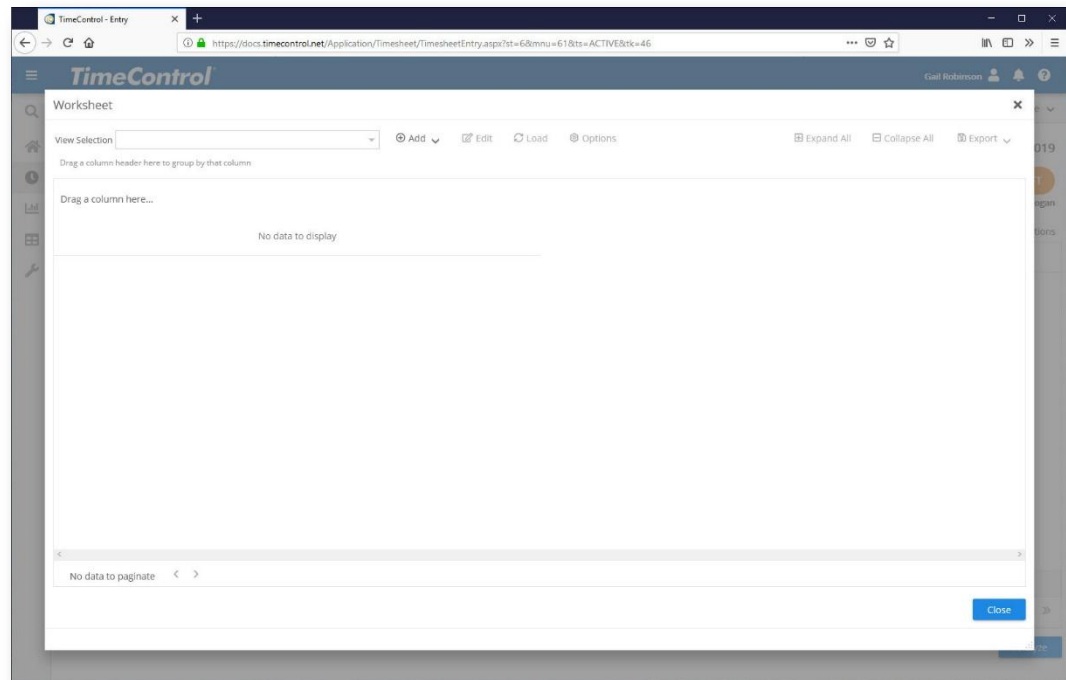 TimeControl - Entry
https://docs.timecontrol.net/Application/Timesheet/TimesheetEntry.aspx?st=6&mnu=61&ts=ACTIVE&tk=46
TimeControl
Gail Robinson
Worksheet
View Selection
Add
Edit
Load
Options
Expand All
Collapse All
Export
Drag a column header here to group by that column
019
Drag a column here...
ogan
tions
No data to display
No data to paginate
Close